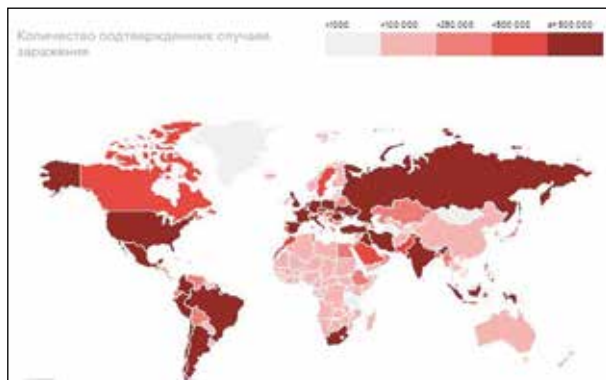 Количество подтвержденных случаев
заражения
<1000 <100 000 <250 000 <500 000 от 500 000